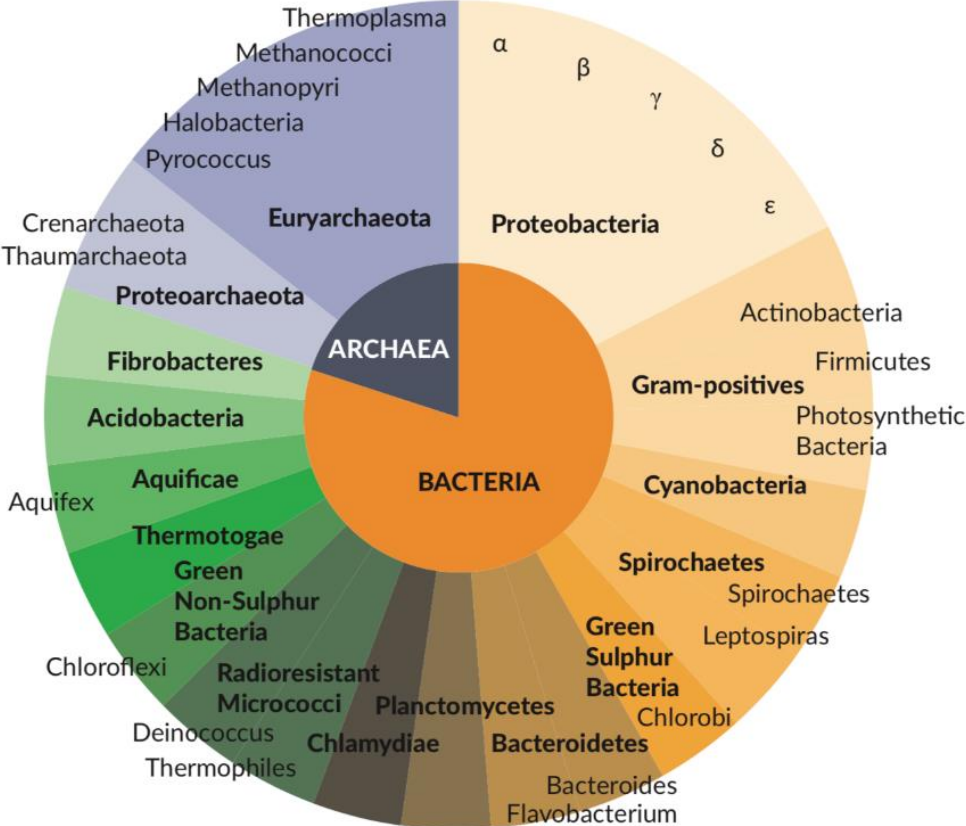 Thermoplasma
Methanococci
Methanopyri
Halobacteria
Pyrococcus
Euryarchaeota
Crenarchaeota
Thaumarchaeota
Proteoarchaeota
ARCHAEA
α
β
γ
δ
ε
Proteobacteria
Actinobacteria
Firmicutes
Gram-positives
Photosynthetic
Bacteria
Cyanobacteria
Spirochaetes
Spirochaetes
Leptospiras
Green
Sulphur
Bacteria
Chlorobi
BACTERIA
Fibrobacteres
Acidobacteria
Aquificae
Aquifex
Thermotogae
Green
Non-Sulphur
Bacteria
Chloroflexi
Radioresistant
Micrococci
Deinococcus
Thermophiles
Planctomycetes
Chlamydiae
Bacteroidetes
Bacteroides
Flavobacterium